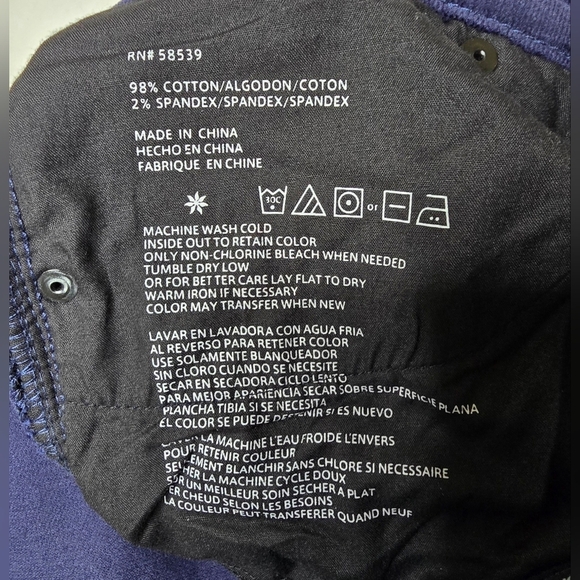 RN# 58539
98% COTTON/ALGODON/COTON
2% SPANDEX/SPANDEX/SPANDEX
MADE IN CHINA
HECHO EN CHINA
FABRIQUE EN CHINE
30C
or
MACHINE WASH COLD
INSIDE OUT TO RETAIN COLOR
ONLY NON-CHLORINE BLEACH WHEN NEEDED
TUMBLE DRY LOW
OR FOR BETTER CARE LAY FLAT TO DRY
WARM IRON IF NECESSARY
COLOR MAY TRANSFER WHEN NEW
LAVAR EN LAVADORA CON AGUA FRIA
AL REVERSO PARA RETENER COLOR
USE SOLAMENTE BLANQUEADOR
SIN CLORO CUANDO SE NECESITE
SECAR EN SECADORA CICLO LENTO
PARA MEJOR APARIENCIA SECAR SOBRE SUPERFICIE PLANA
PLANCHA TIBIA SI SE NECESITA
EL COLOR SE PUEDE SI ES NUEVO
LA MACHINE L'EAU FROIDE L'ENVERS
POUR RETENIR COULEUR
BLANCHIR SANS CHLORE SI NECESSAIRE
LA MACHINE CYCLE DOUX
UN MEILLEUR SOIN SECHER A PLAT
CHEUD SELON LES BESOINS
LA COULEUR PEUT TRANSFERER QUAND NEUF